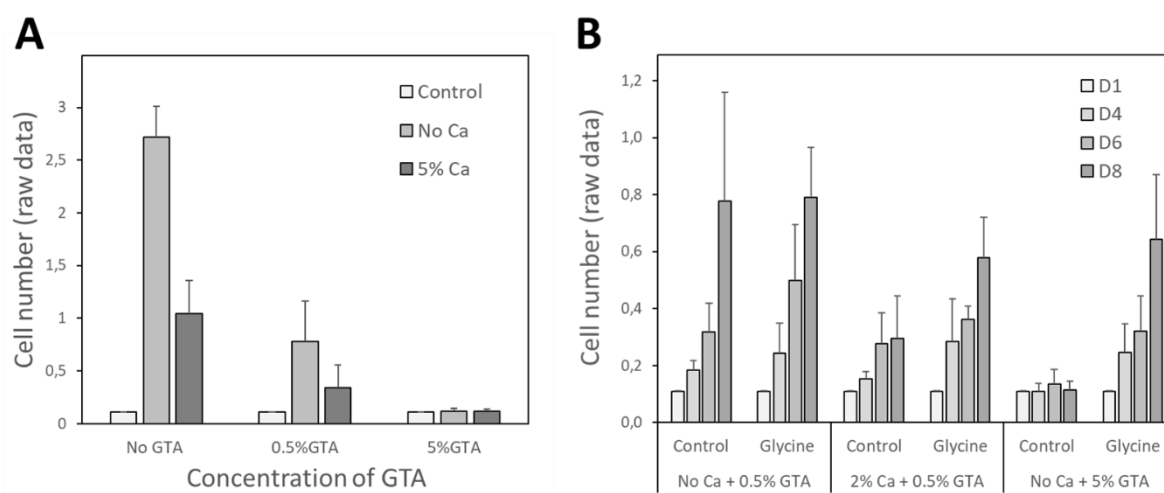 A
Cell number (raw data)
3
2,5
2
1,5
1
0,5
0
Control
No Ca
5% Ca
No GTA
0.5%GTA
5%GTA
Concentration of GTA
B
Cell number (raw data)
1,2
1,0
0,8
0,6
0,4
0,2
0,0
D1
D4
D6
D8
Control Glycine Control Glycine Control Glycine
No Ca + 0.5% GTA 2% Ca + 0.5% GTA No Ca + 5% GTA